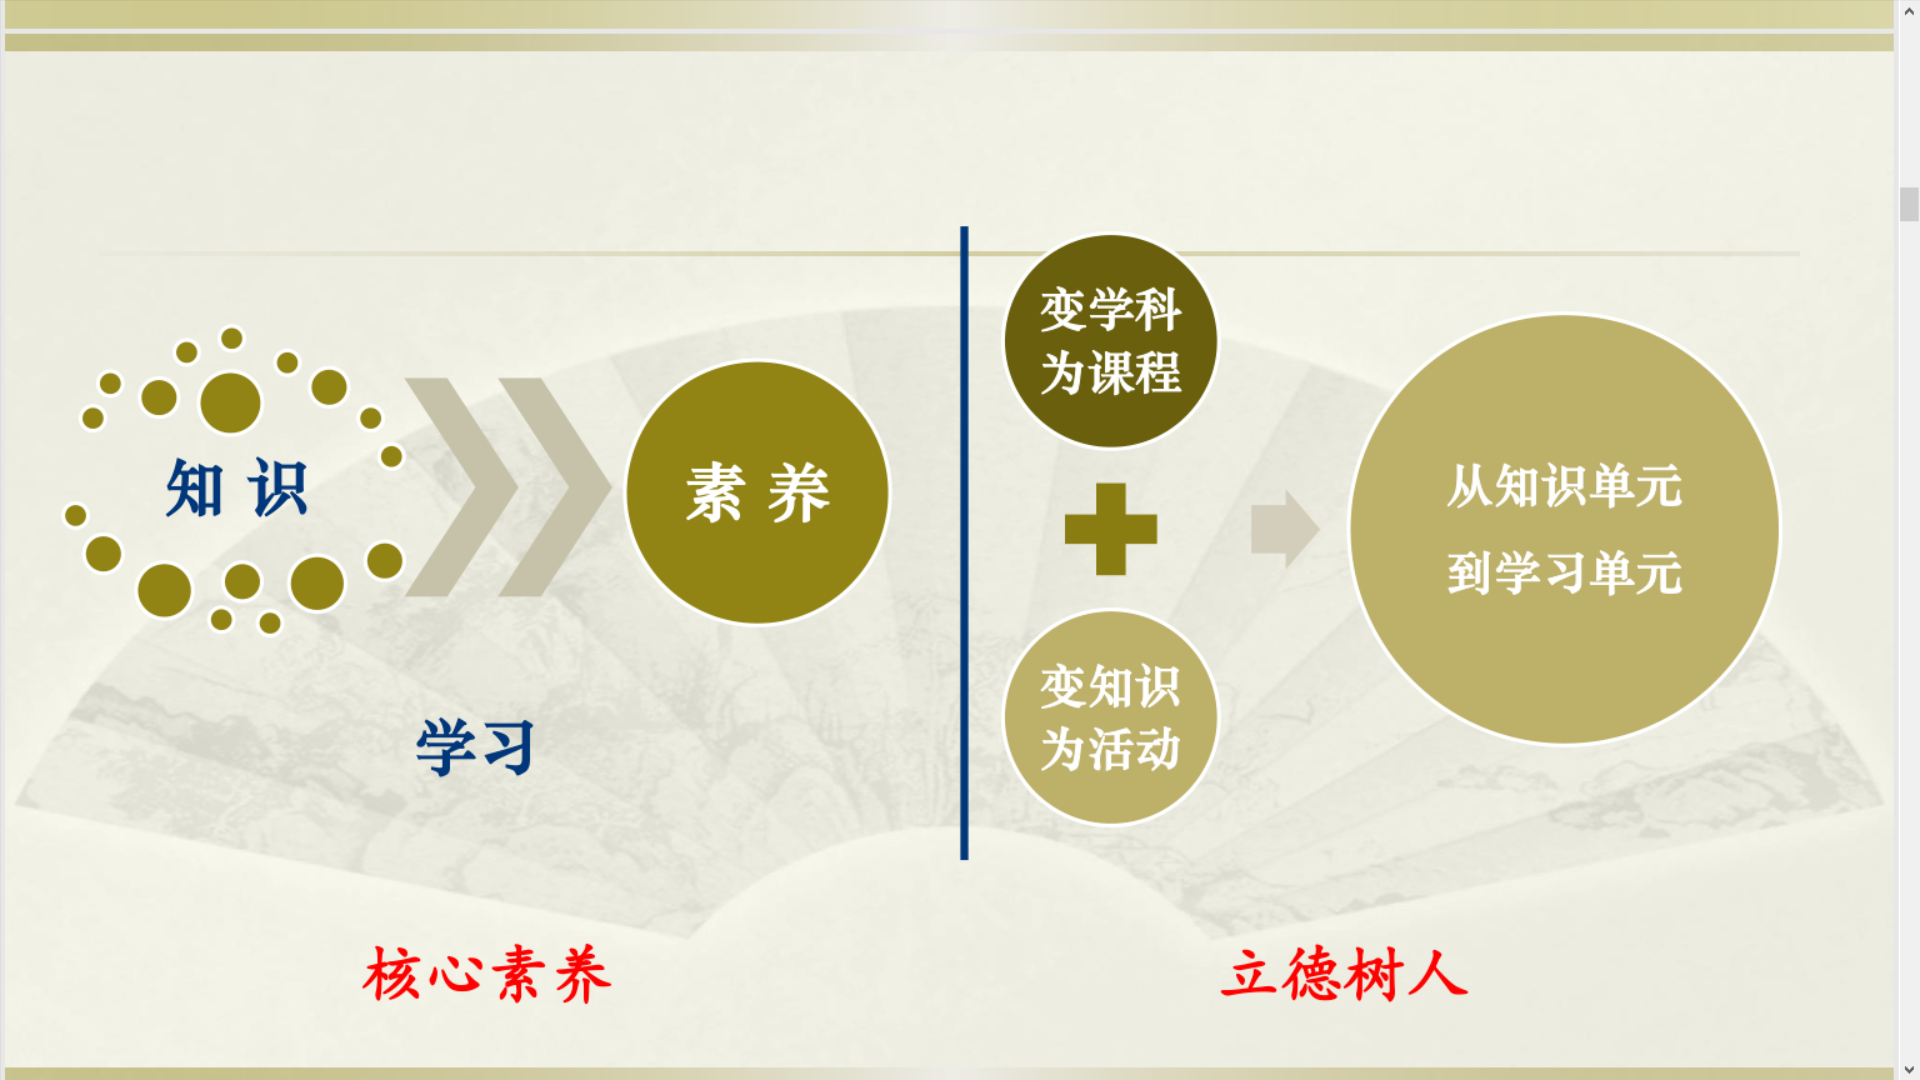 知 识
素 养
学习
核心素养
变学科
为课程
变知识
为活动
从知识单元
到学习单元
立德树人